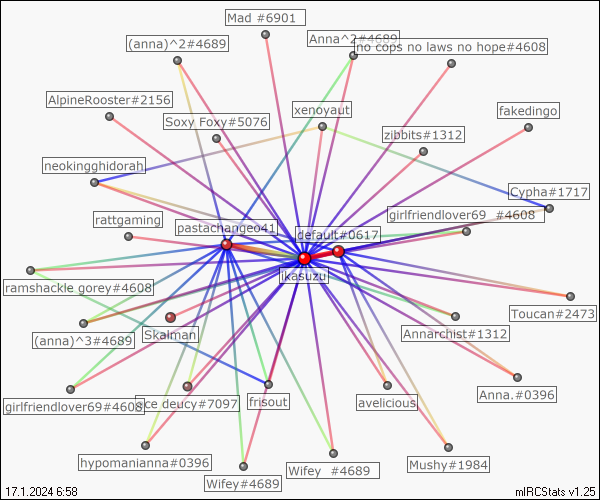 Mad #6901
(anna)^2#4689
Anna^2#4689
no cops no laws no hope#4608
AlpineRooster#2156
xenoyaut
fakedingo
Soxy Foxy#5076
zibbits#1312
neokingghidorah
Cypha#1717
rattgaming
pastachangeo41
default#0617
girlfriendlover69 #4608
ikasuzu
ramshackle gorey#4608
Toucan#2473
(anna)^3#4689
Skalman
Annarchist#1312
girlfriendlover69#4608
ce deucy#7097
frisout
avelicious
Anna.#0396
hypomanianna#0396
Wifey#4689
Wifey #4689
Mushy#1984
17.1.2024 6:58
mIRCStats v1.25